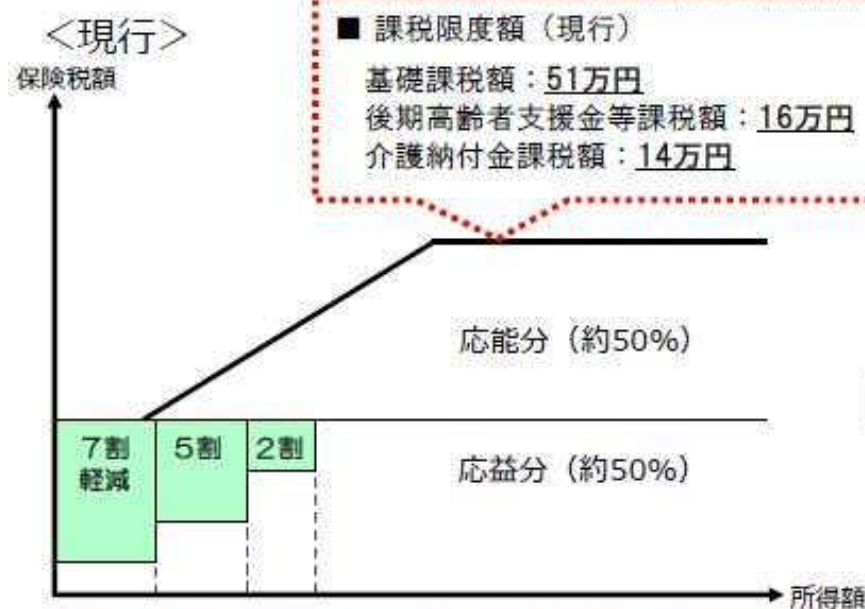 ＜現行＞
保険税額
■ 課税限度額（現行）
基礎課税額：51万円
後期高齢者支援金等課税額：16万円
介護納付金課税額：14万円
応能分（約50%）
7割
軽減
5割
2割
応益分（約50%）
所得額